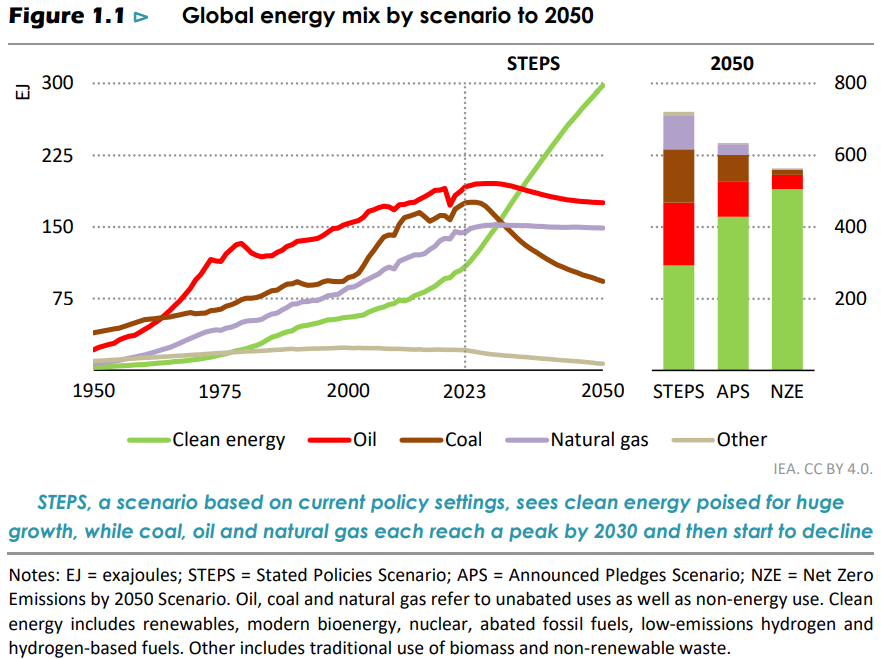 Figure 1.1 ⊳ Global energy mix by scenario to 2050
STEPS
2050
EJ
300
225
150
75
1950
1975
2000
2023
2050
800
600
400
200
STEPS APS NZE
Clean energy Oil Coal Natural gas Other
IEA. CC BY 4.0.
STEPS, a scenario based on current policy settings, sees clean energy poised for huge
growth, while coal, oil and natural gas each reach a peak by 2030 and then start to decline
Notes: EJ = exajoules; STEPS = Stated Policies Scenario; APS = Announced Pledges Scenario; NZE = Net Zero
Emissions by 2050 Scenario. Oil, coal and natural gas refer to unabated uses as well as non-energy use. Clean
energy includes renewables, modern bioenergy, nuclear, abated fossil fuels, low-emissions hydrogen and
hydrogen-based fuels. Other includes traditional use of biomass and non-renewable waste.